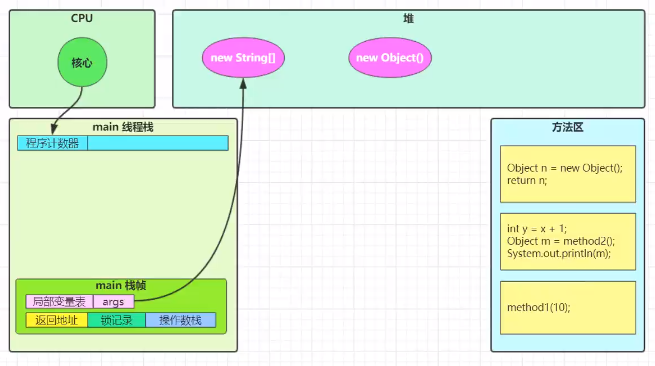 CPU
核心
堆
new String[]
new Object()
main 线程栈
程序计数器
main 栈帧
局部变量表
args
返回地址
锁记录
操作数栈
方法区
Object n = new Object();
return n;
int y = x + 1;
Object m = method2();
System.out.println(m);
method1(10);